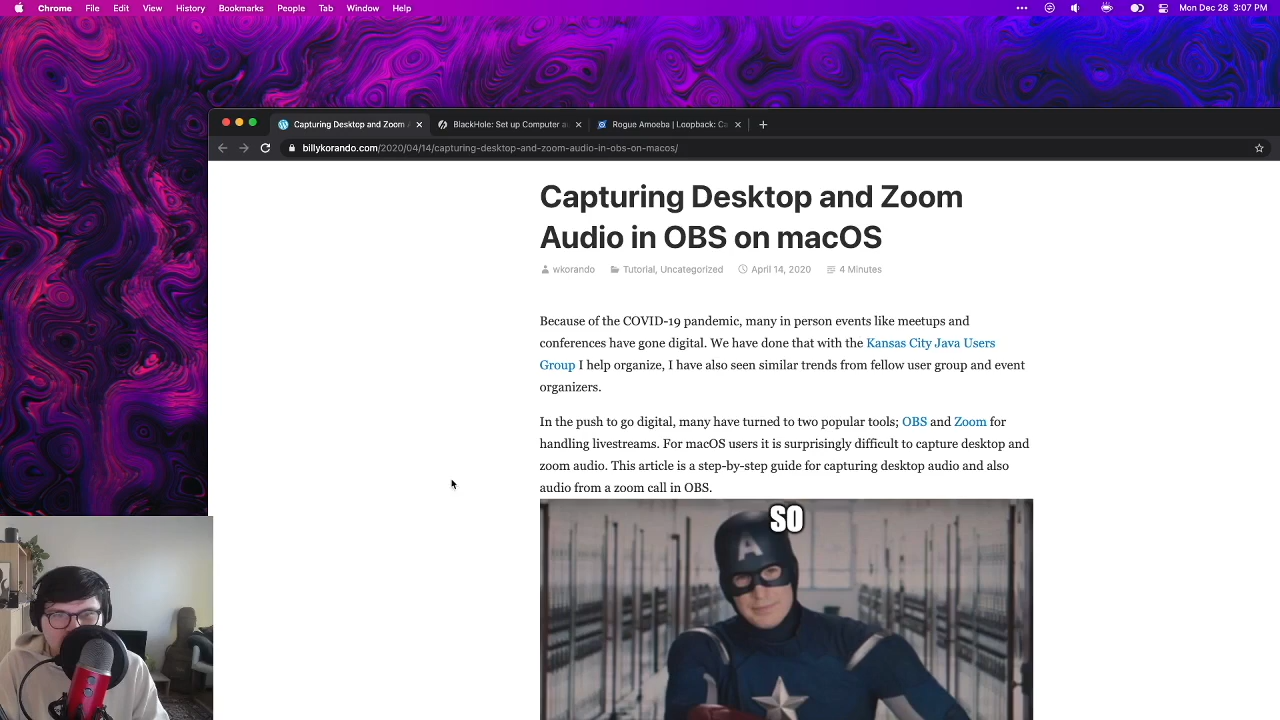 Chrome File Edit View History Bookmarks People Tab Window Help
Mon Dec 28 3:07 PM
Capturing Desktop and Zoom A
BlackHole: Set up Computer au
Rogue Amoeba | Loopback: Ca
billykorando.com/2020/04/14/capturing-desktop-and-zoom-audio-in-obs-on-macos/
Capturing Desktop and Zoom
Audio in OBS on macOS
wkorando Tutorial, Uncategorized April 14, 2020 4 Minutes
Because of the COVID-19 pandemic, many in person events like meetups and
conferences have gone digital. We have done that with the Kansas City Java Users
Group I help organize, I have also seen similar trends from fellow user group and event
organizers.
In the push to go digital, many have turned to two popular tools; OBS and Zoom for
handling livestreams. For macOS users it is surprisingly difficult to capture desktop and
zoom audio. This article is a step-by-step guide for capturing desktop audio and also
audio from a zoom call in OBS.
SO
A